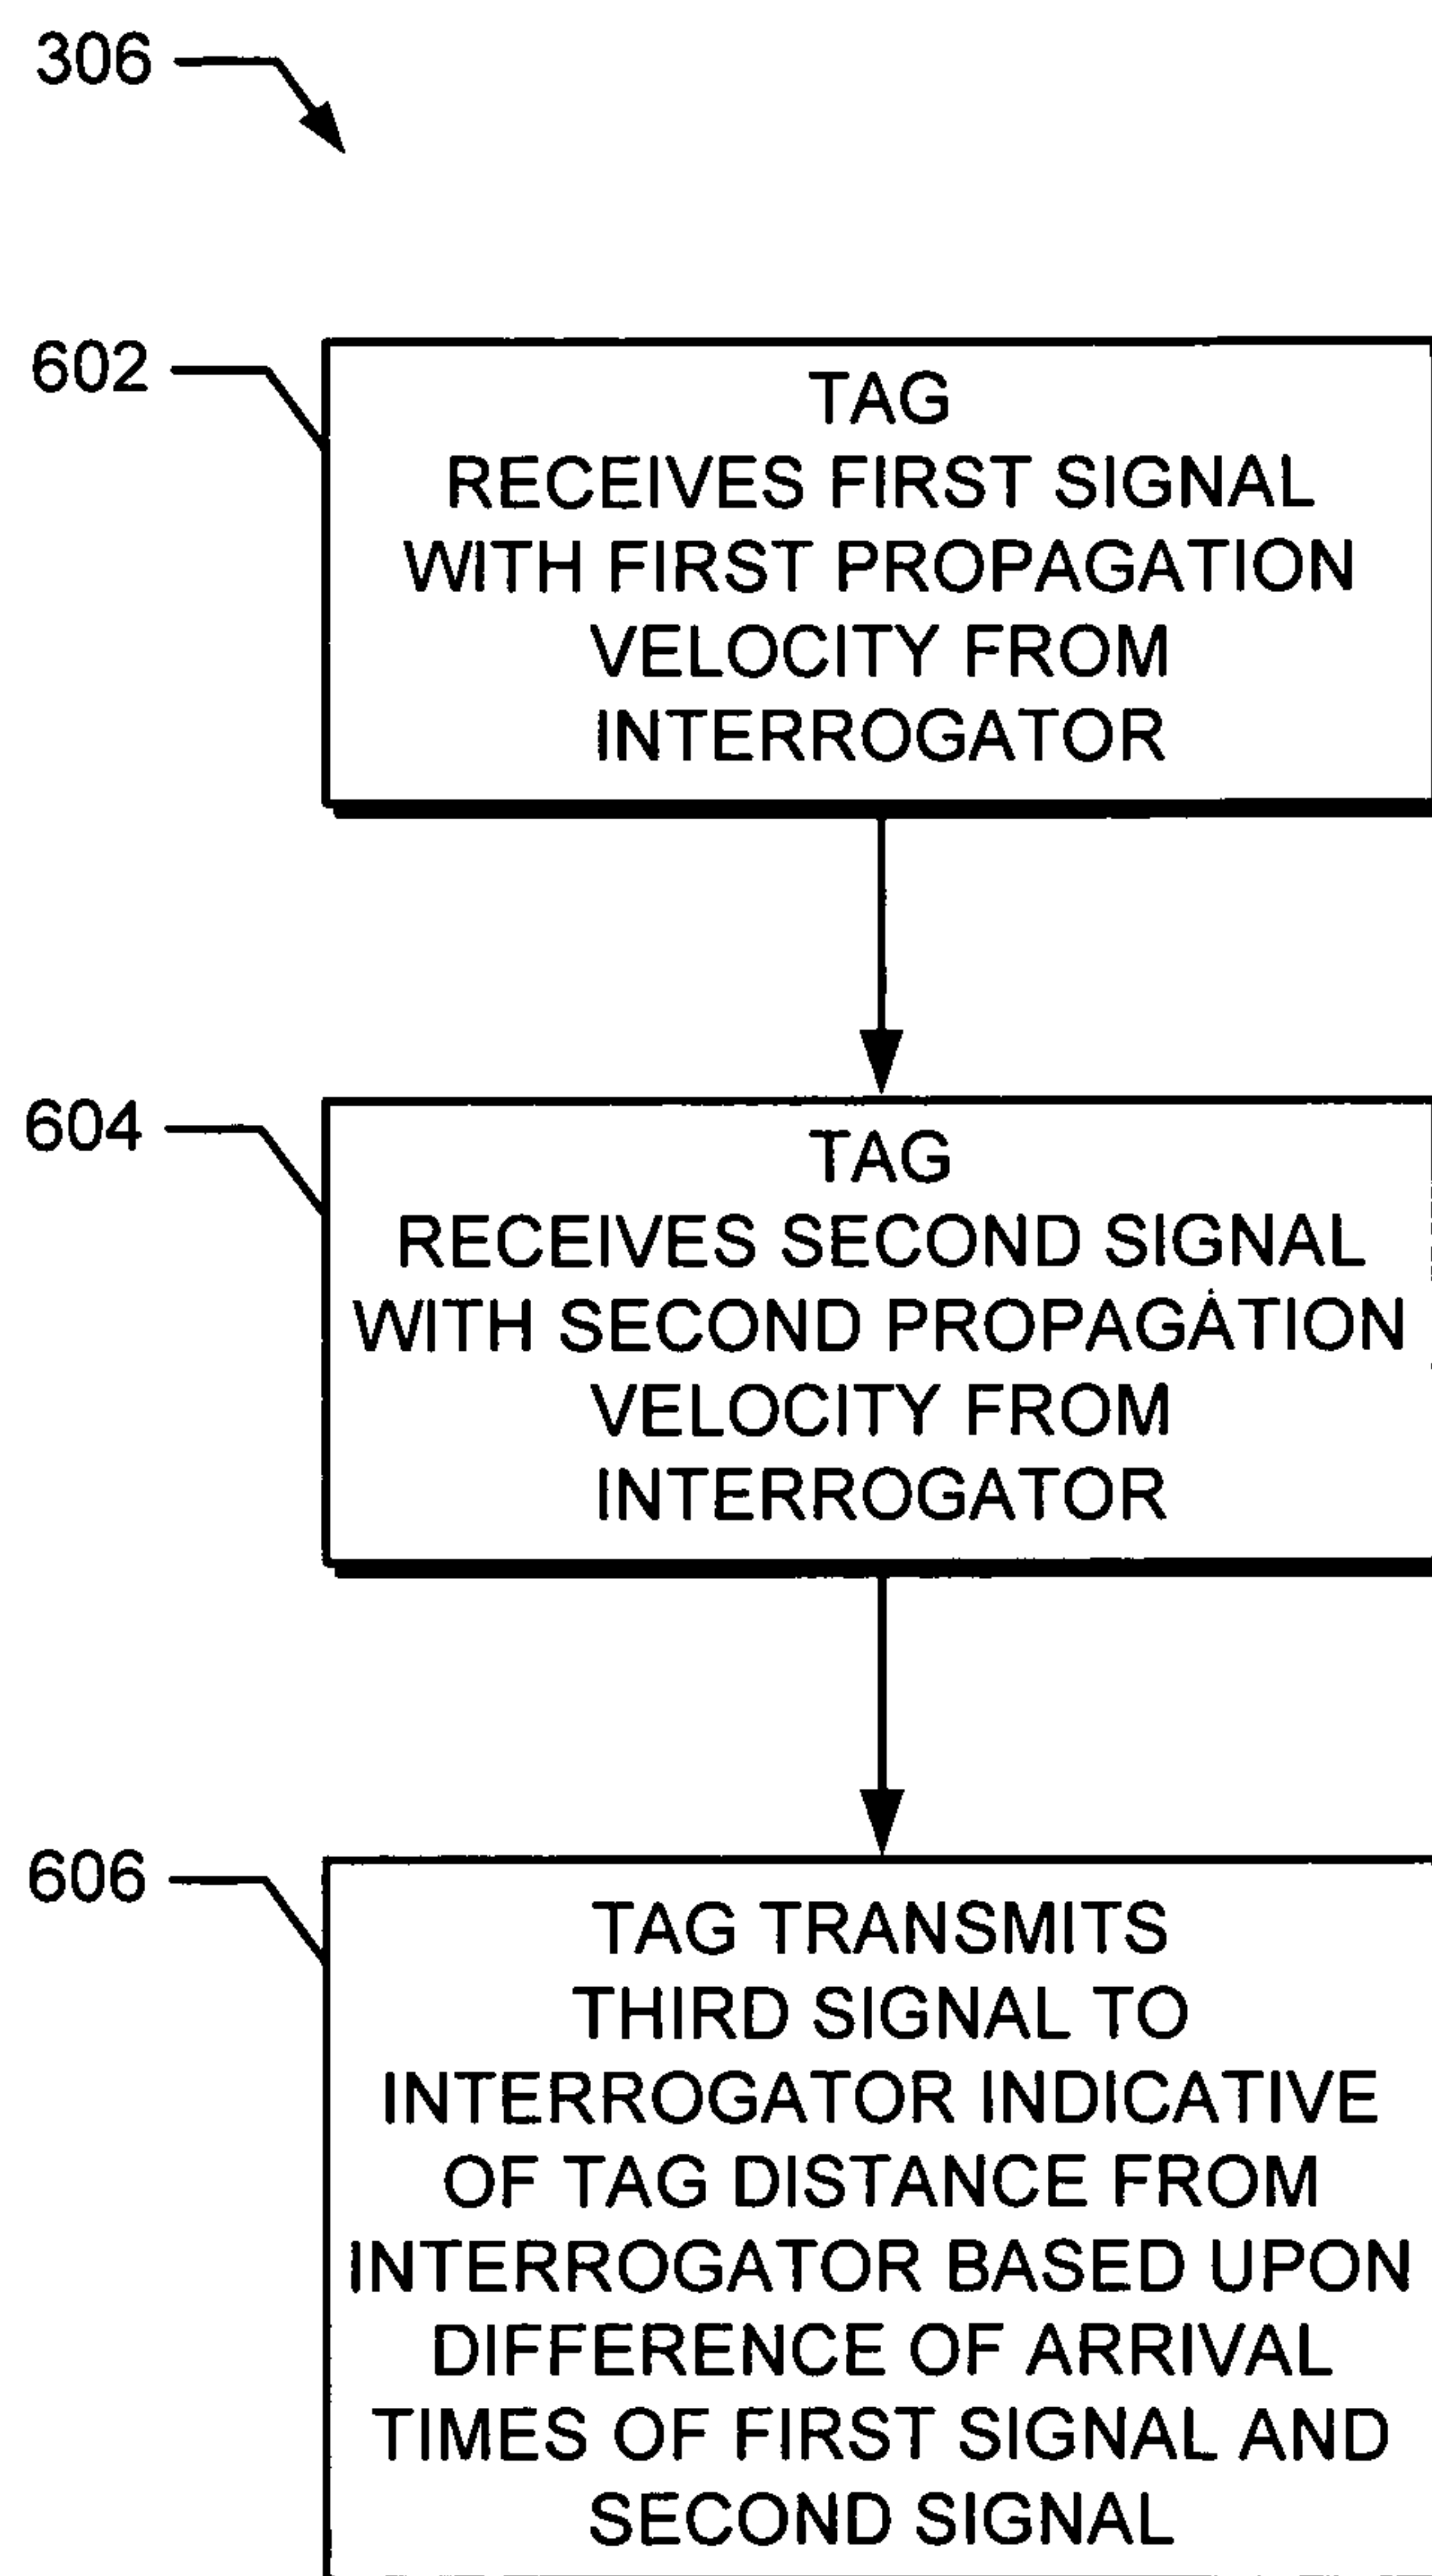 306
602
TAG
RECEIVES FIRST SIGNAL
WITH FIRST PROPAGATION
VELOCITY FROM
INTERROGATOR
604
TAG
RECEIVES SECOND SIGNAL
WITH SECOND PROPAGATION
VELOCITY FROM
INTERROGATOR
606
TAG TRANSMITS
THIRD SIGNAL TO
INTERROGATOR INDICATIVE
OF TAG DISTANCE FROM
INTERROGATOR BASED UPON
DIFFERENCE OF ARRIVAL
TIMES OF FIRST SIGNAL AND
SECOND SIGNAL